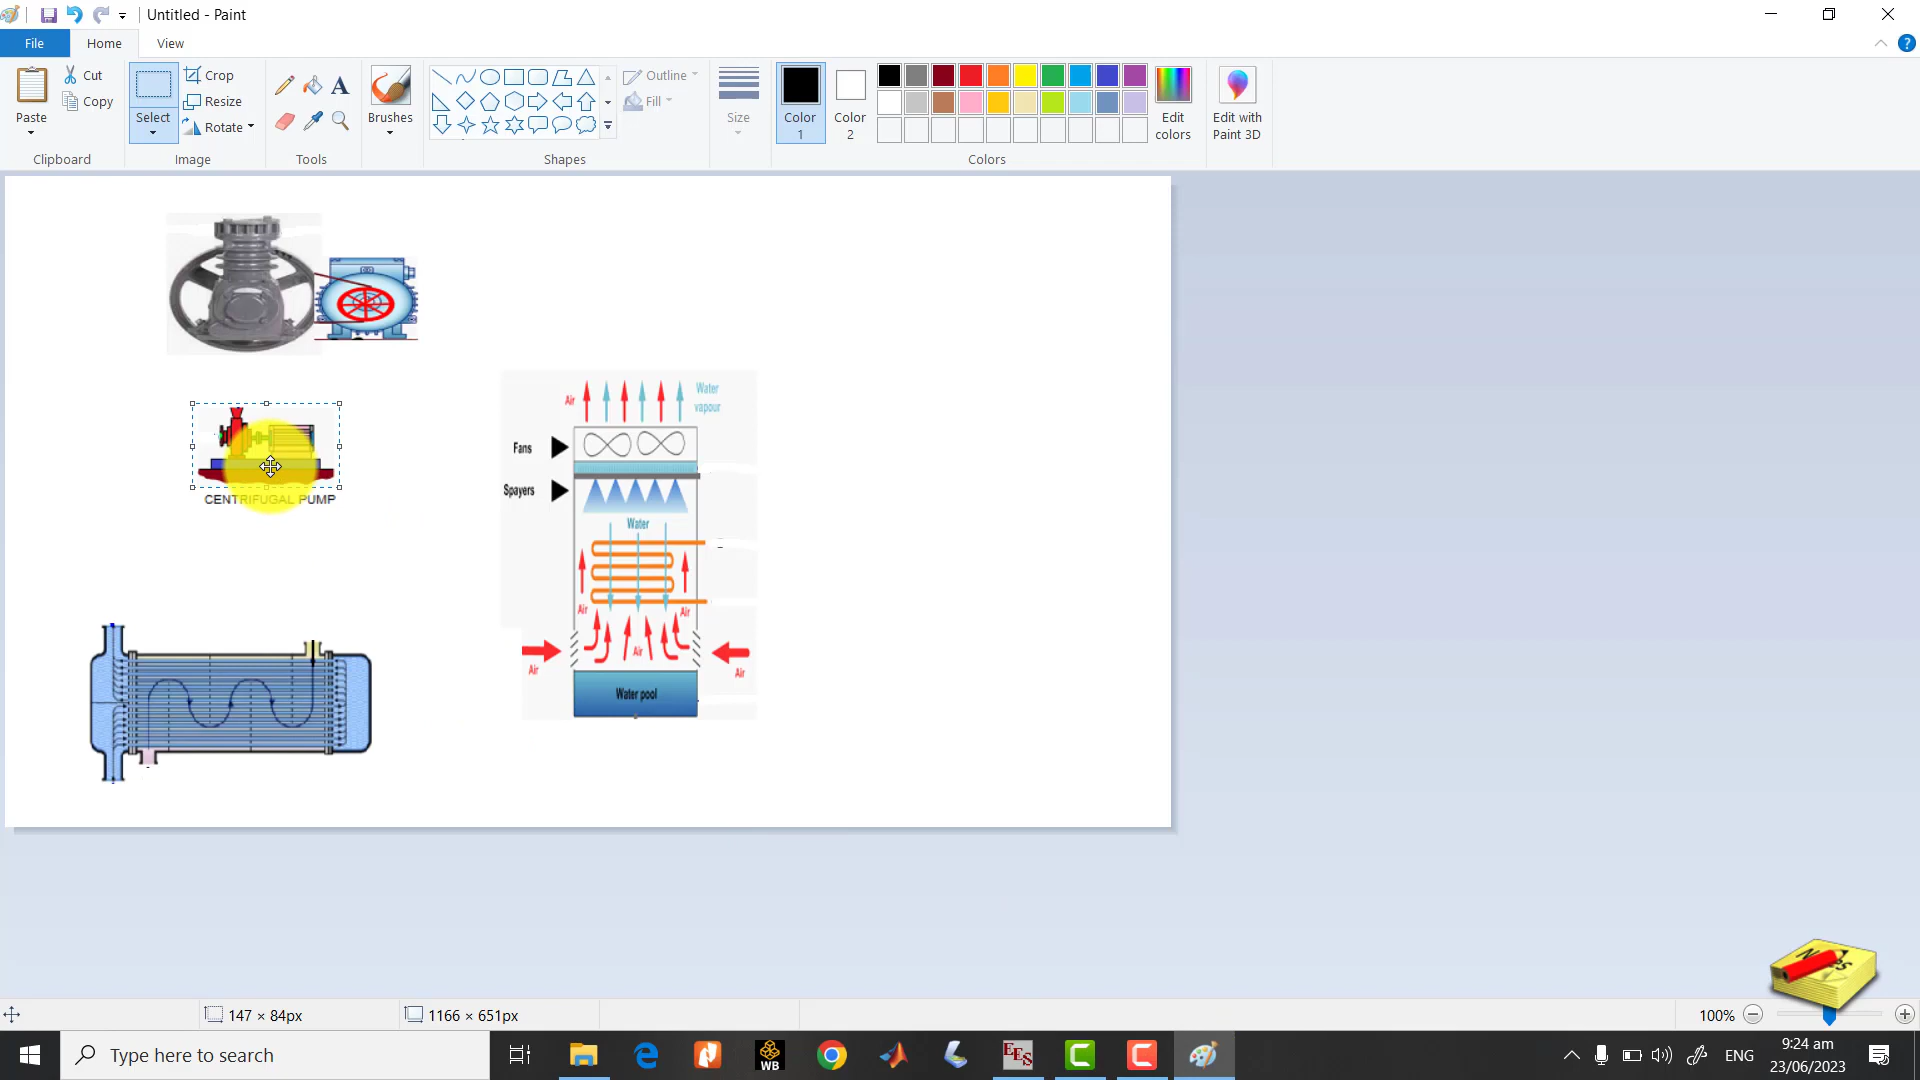 Untitled - Paint
File
Home
View
Paste
Cut
Copy
Clipboard
Select
Crop
Resize
Rotate
Image
A
Tools
Brushes
Shapes
Outline
Fill
Size
Color 1
Color 2
Colors
Edit colors
Edit with Paint 3D
?
CENTRIFUGAL PUMP
Air
Water vapour
Fans
Spayers
Water
Air
Air
Air
Air
Air
Water pool
147 × 84px
1166 × 651px
100%
Type here to search
WB
EES
ENG
9:24 am
23/06/2023